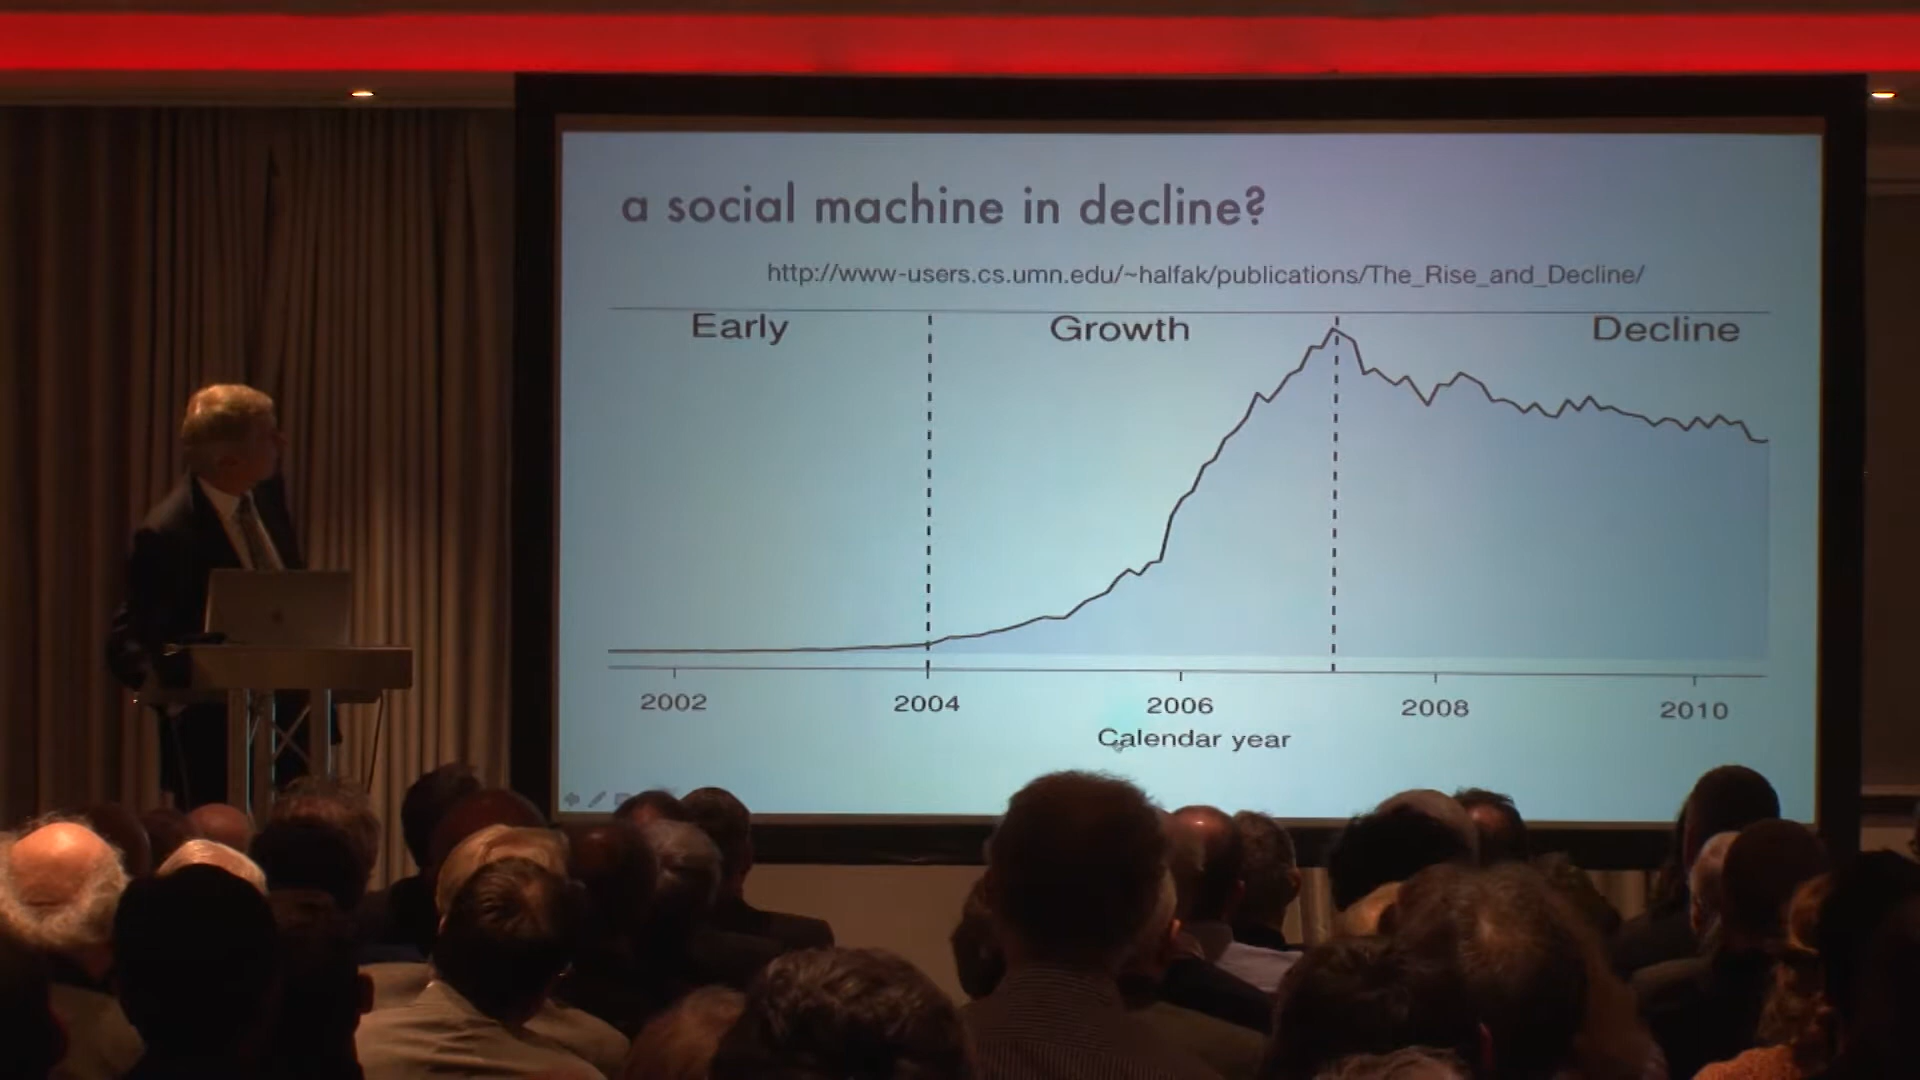 a social machine in decline?
http://www-users.cs.umn.edu/~halfak/publications/The_Rise_and_Decline/
Early Growth Decline
2002 2004 2006 2008 2010
Calendar year